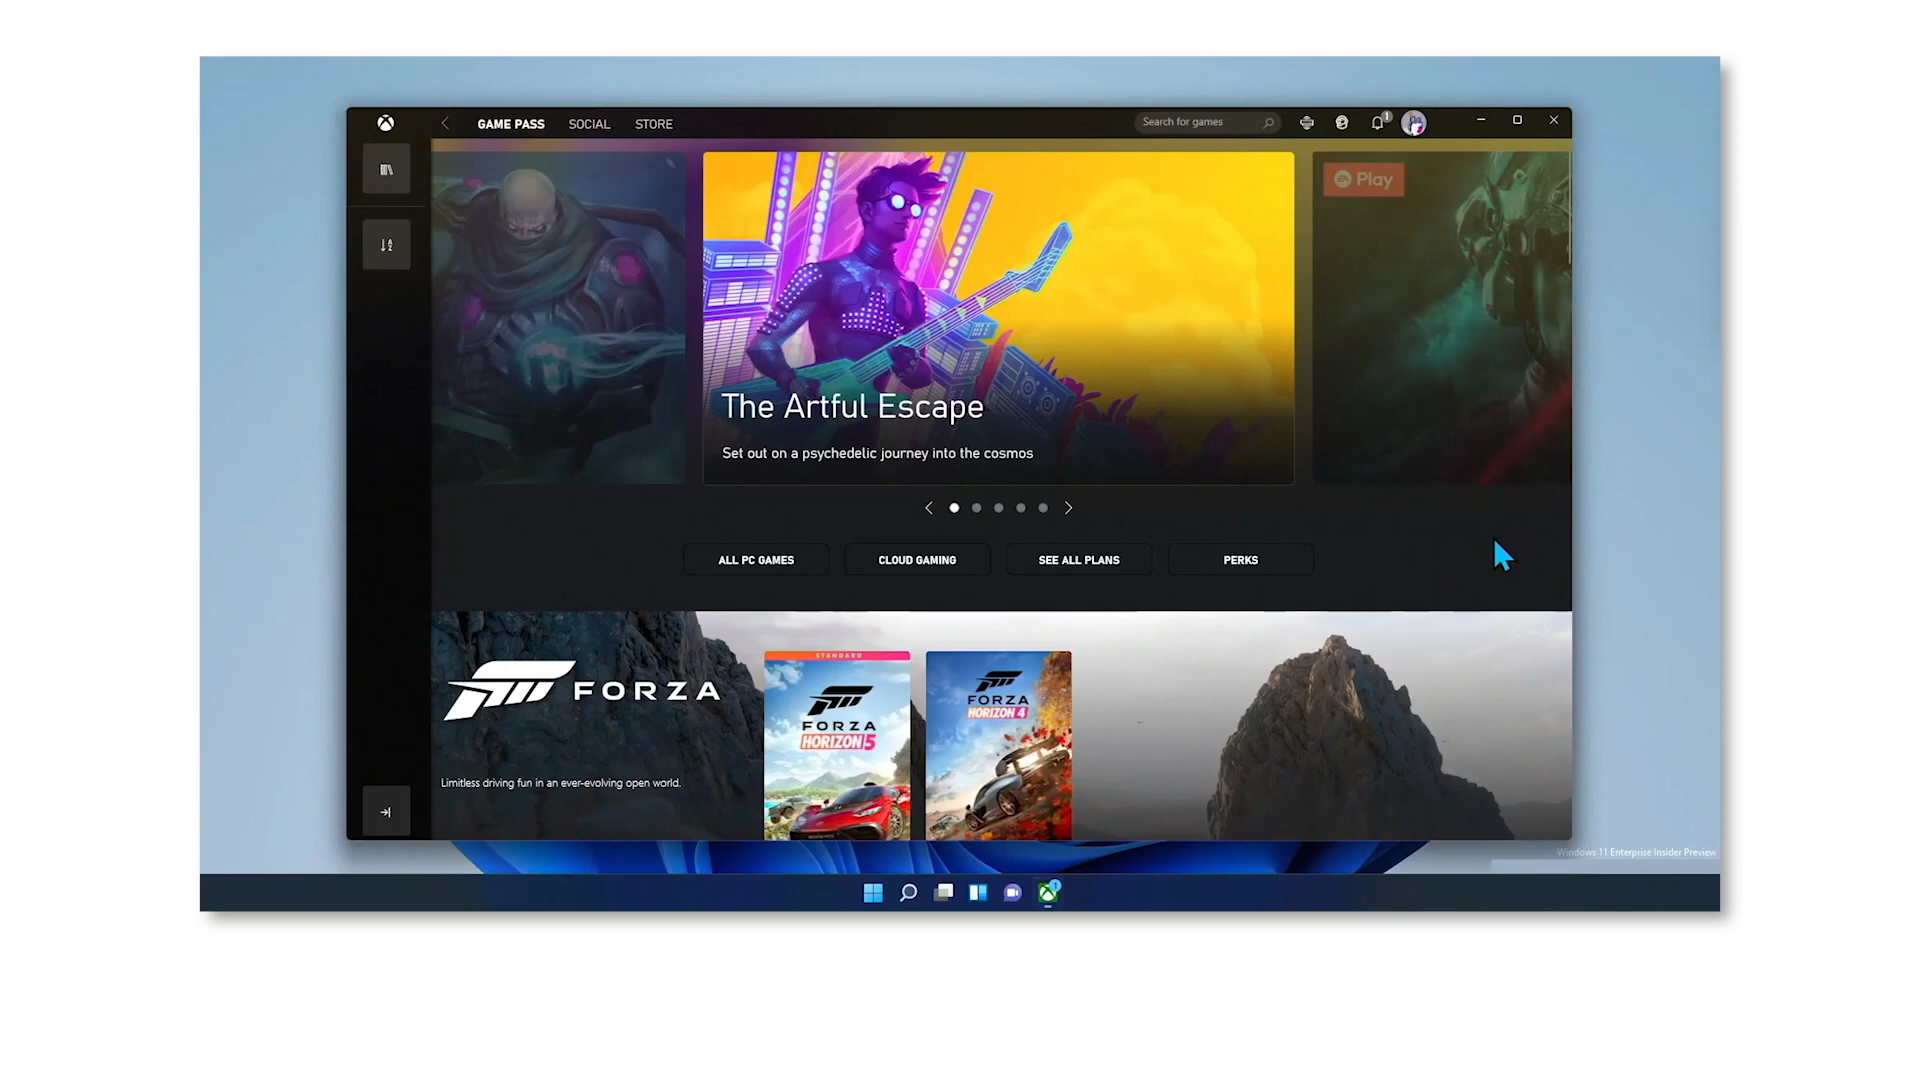 GAME PASS SOCIAL STORE Search for games 1
Play
The Artful Escape
Set out on a psychedelic journey into the cosmos
ALL PC GAMES CLOUD GAMING SEE ALL PLANS PERKS
FORZA
STANDARD
FORZA
HORIZON 5
FORZA
HORIZON 4
Limitless driving fun in an ever-evolving open world.
Windows 11 Enterprise Insider Preview
1